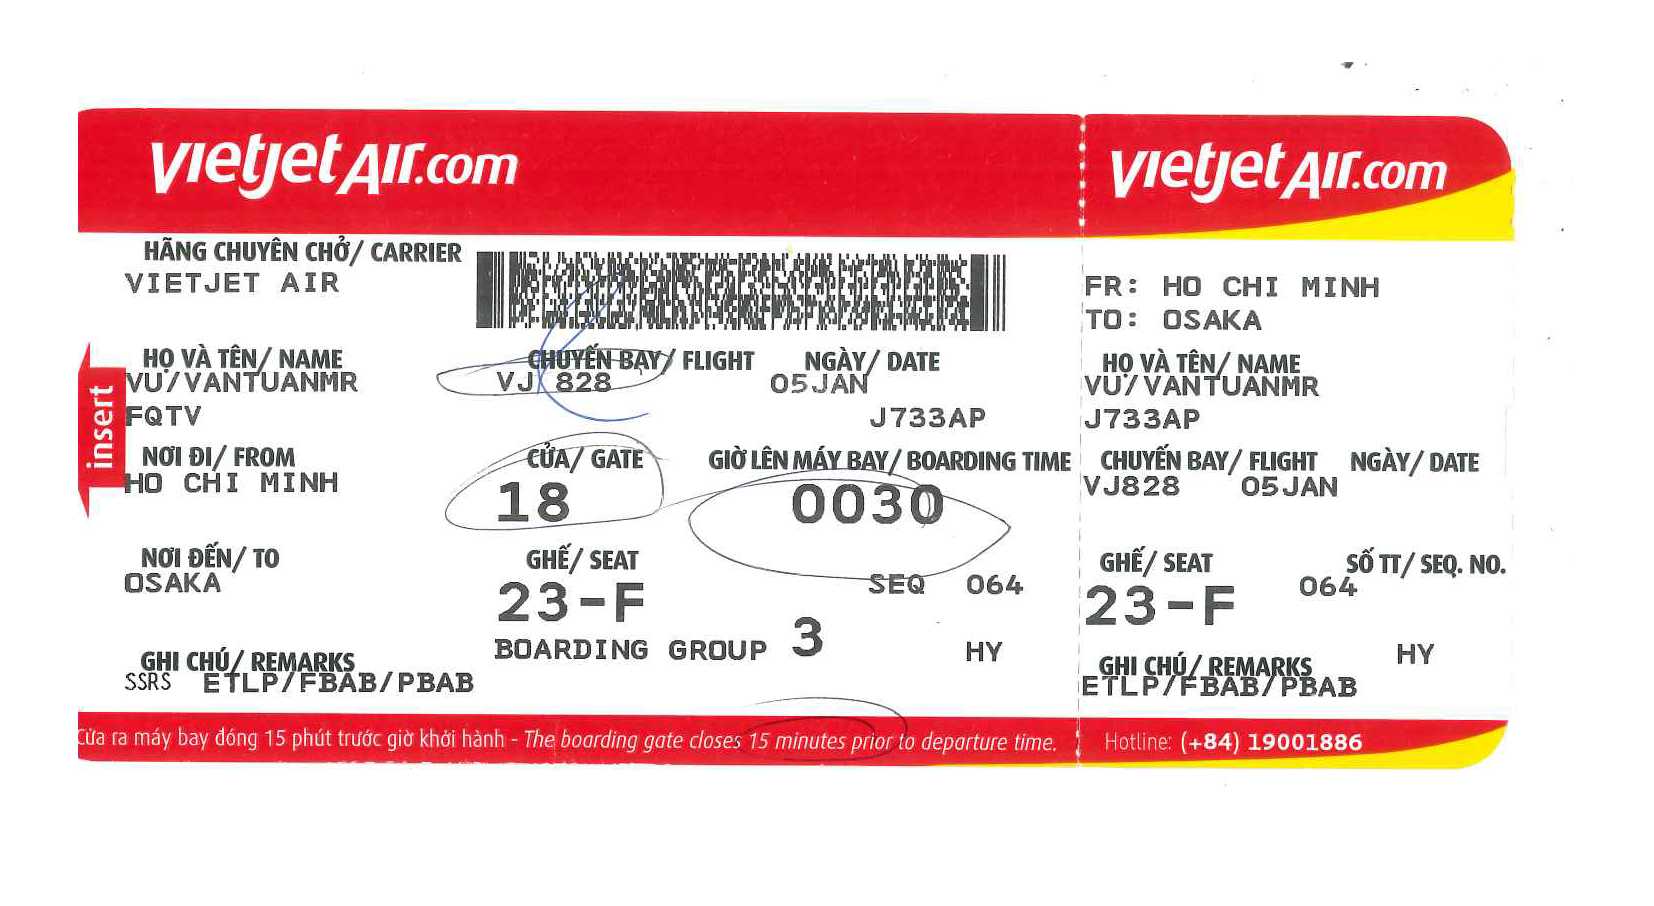 vietjetAir.com
HÃNG CHUYÊN CHỞ/ CARRIER
VIETJET AIR
HỌ VÀ TÊN/ NAME
VU/VANTUANMR
FQTV
CHUYẾN BAY/ FLIGHT
VJ 828
NGÀY/ DATE
05JAN
J733AP
NƠI ĐI/ FROM
HO CHI MINH
CỬA/ GATE
18
GIỜ LÊN MÁY BAY/ BOARDING TIME
0030
NƠI ĐẾN/ TO
OSAKA
GHẾ/ SEAT
23-F
SEQ 064
BOARDING GROUP 3 HY
GHI CHÚ/ REMARKS
SSRS ETLP/FBAB/PBAB
Cửa ra máy bay đóng 15 phút trước giờ khởi hành - The boarding gate closes 15 minutes prior to departure time.
insert
vietjetAir.com
FR: HO CHI MINH
TO: OSAKA
HỌ VÀ TÊN/ NAME
VU/VANTUANMR
J733AP
CHUYẾN BAY/ FLIGHT NGÀY/ DATE
VJ828 05JAN
GHẾ/ SEAT SỐ TT/ SEQ. NO.
23-F 064
HY
GHI CHÚ/ REMARKS
ETLP/FBAB/PBAB
Hotline: (+84) 19001886